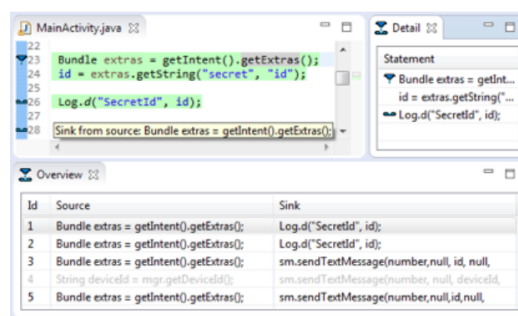 MainActivity.java
22
23 Bundle extras = getIntent().getExtras();
24 id = extras.getString("secret", "id");
25
26 Log.d("SecretId", id);
27
28 Sink from source: Bundle extras = getIntent().getExtras();
Detail
Statement
Bundle extras = getInt...
id = extras.getString("...
Log.d("SecretId", id);
Overview
Id Source Sink
1 Bundle extras = getIntent().getExtras(); Log.d("SecretId", id);
2 Bundle extras = getIntent().getExtras(); Log.d("SecretId", id);
3 Bundle extras = getIntent().getExtras(); sm.sendTextMessage(number,null, id, null,
4 String deviceId = mgr.getDeviceId(); sm.sendTextMessage(number, null, deviceId,
5 Bundle extras = getIntent().getExtras(); sm.sendTextMessage(number,null,id,null,